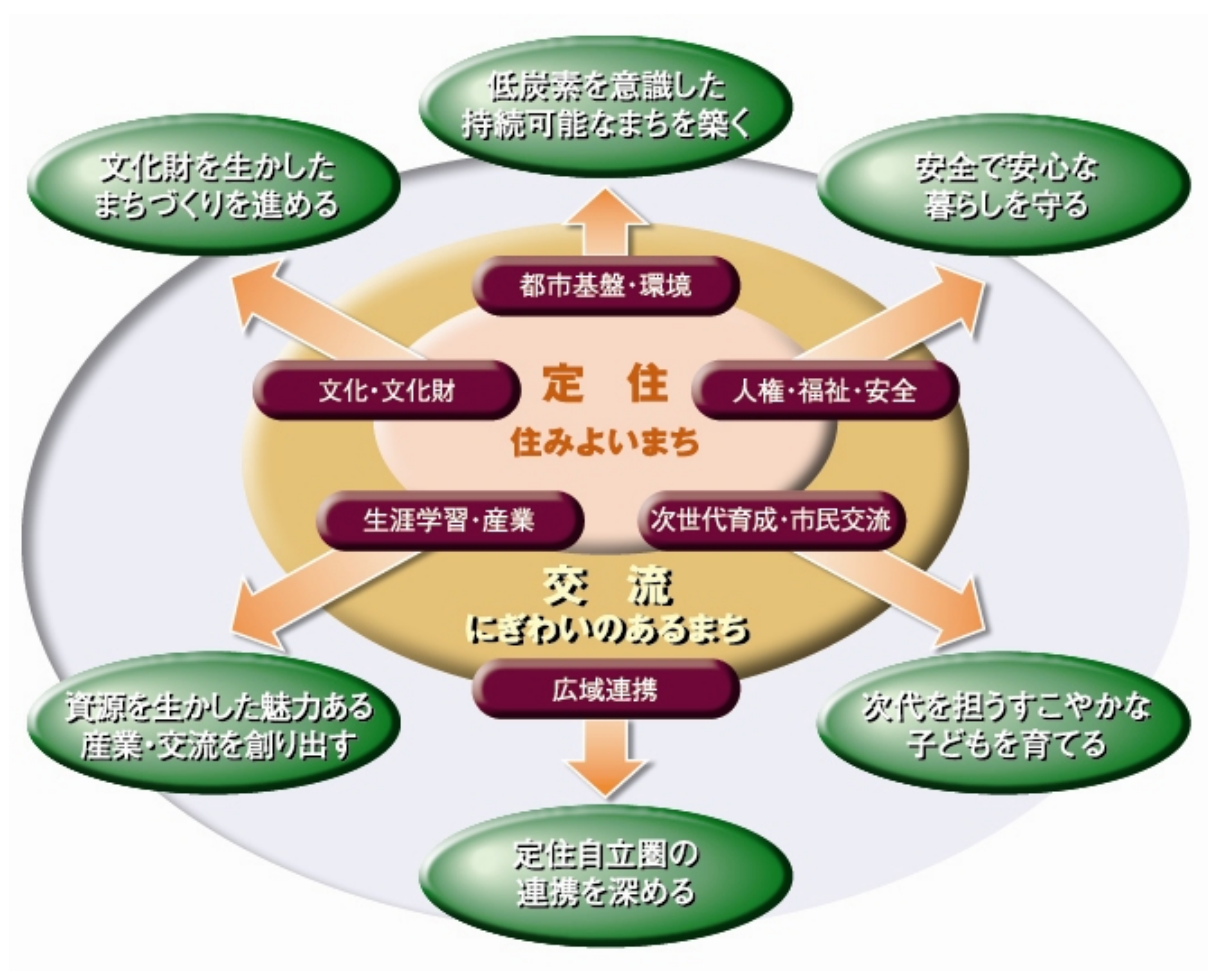 低炭素を意識した
持続可能なまちを築く
文化財を生かした
まちづくりを進める
安全で安心な
暮らしを守る
都市基盤・環境
文化・文化財
定 住
住みよいまち
人権・福祉・安全
生涯学習・産業
次世代育成・市民交流
交 流
にぎわいのあるまち
広域連携
資源を生かした魅力ある
産業・交流を創り出す
次代を担うすこやかな
子どもを育てる
定住自立圏の
連携を深める